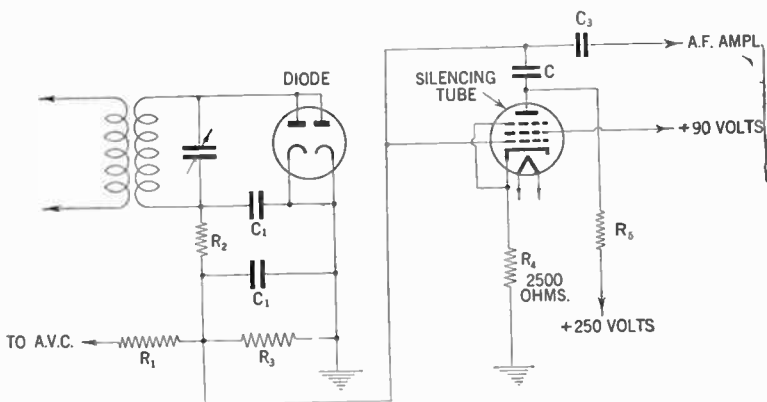 C3
A.F. AMPL.
DIODE
SILENCING
TUBE
C
+90 VOLTS
C1
R2
R5
C1
R4
2500
OHMS.
+250 VOLTS
TO A.V.C.
R1
R3